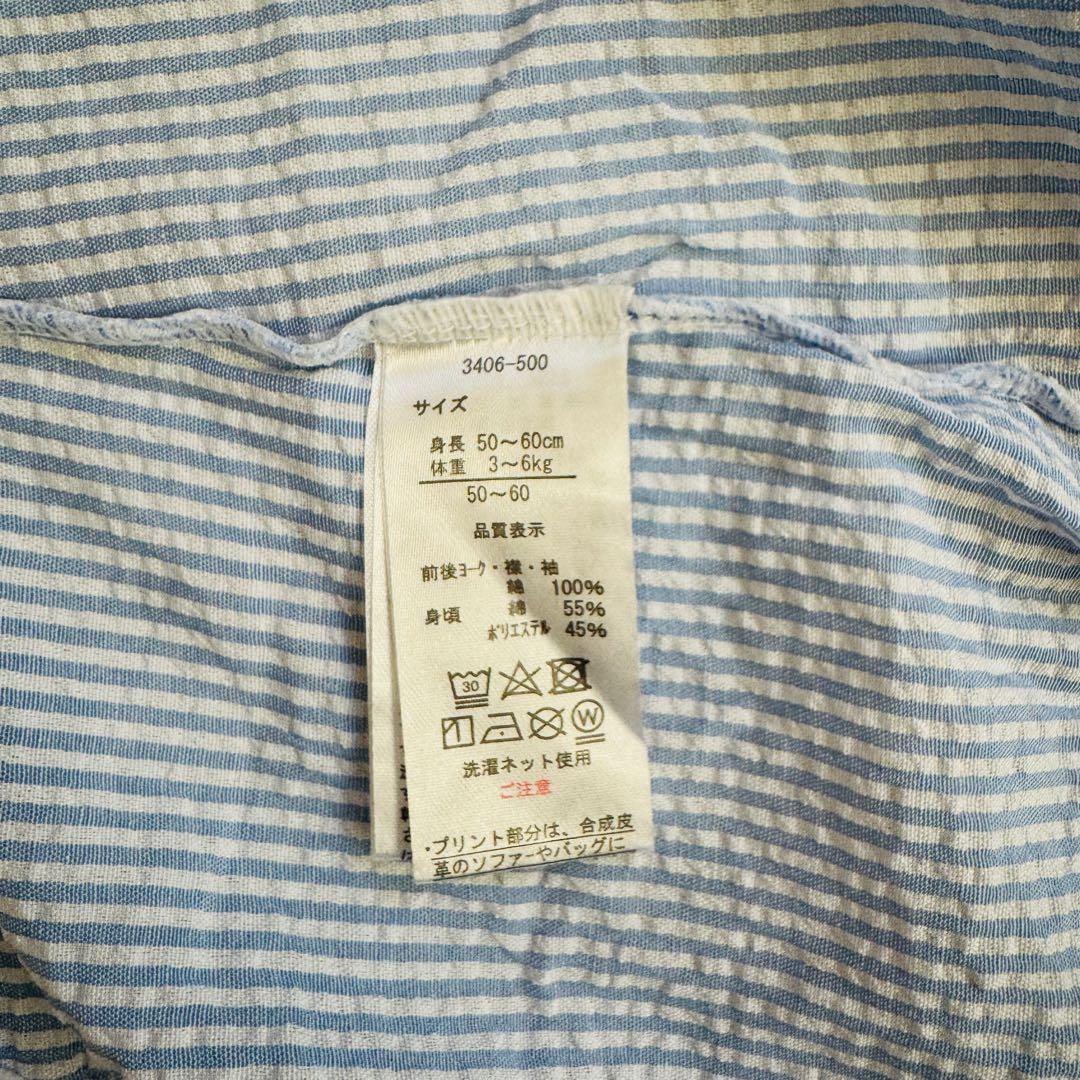 3406-500
サイズ
身長 50～60cm
体重 3～6kg
50～60
品質表示
前後ヨーク・襟・袖
綿 100%
身頃 綿 55%
ポリエステル 45%
30
W
洗濯ネット使用
ご注意
・プリント部分は、合成皮
革のソファーやバッグに